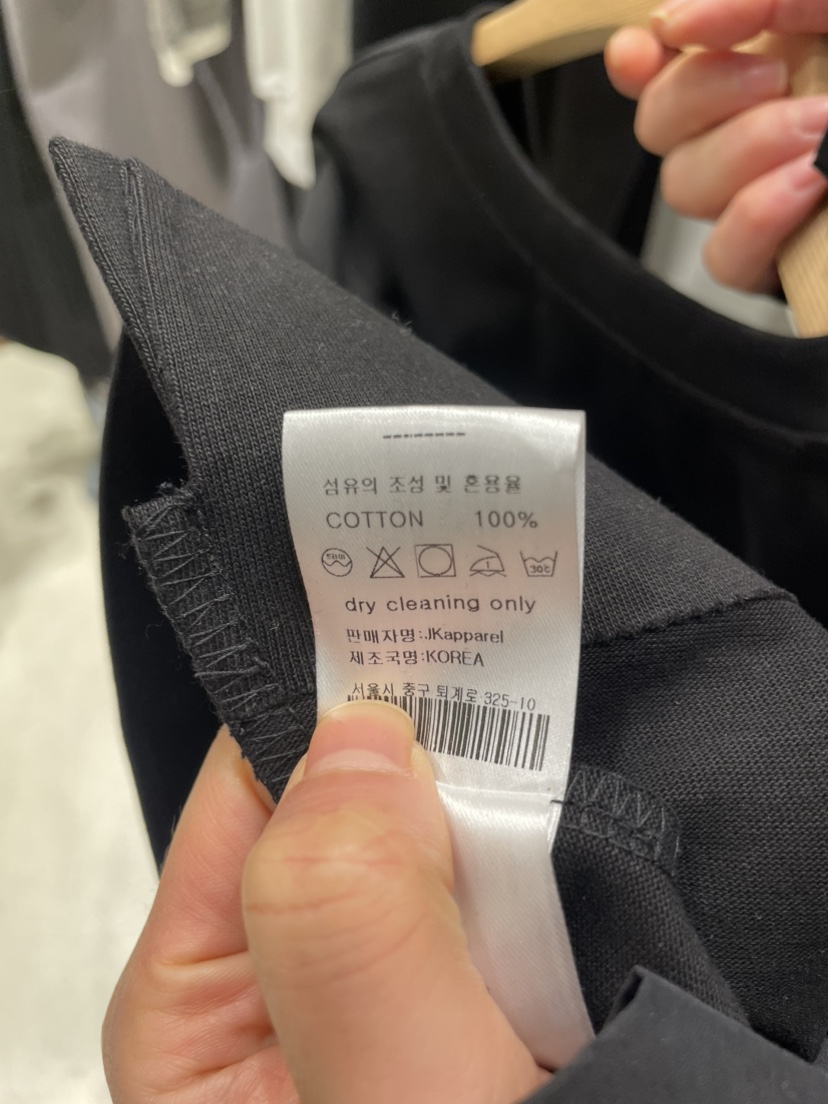 섬유의 조성 및 혼용율
COTTON 100%
30℃
dry cleaning only
판매자명:JKapparel
제조국명:KOREA
서울시 중구 퇴계로 325-10